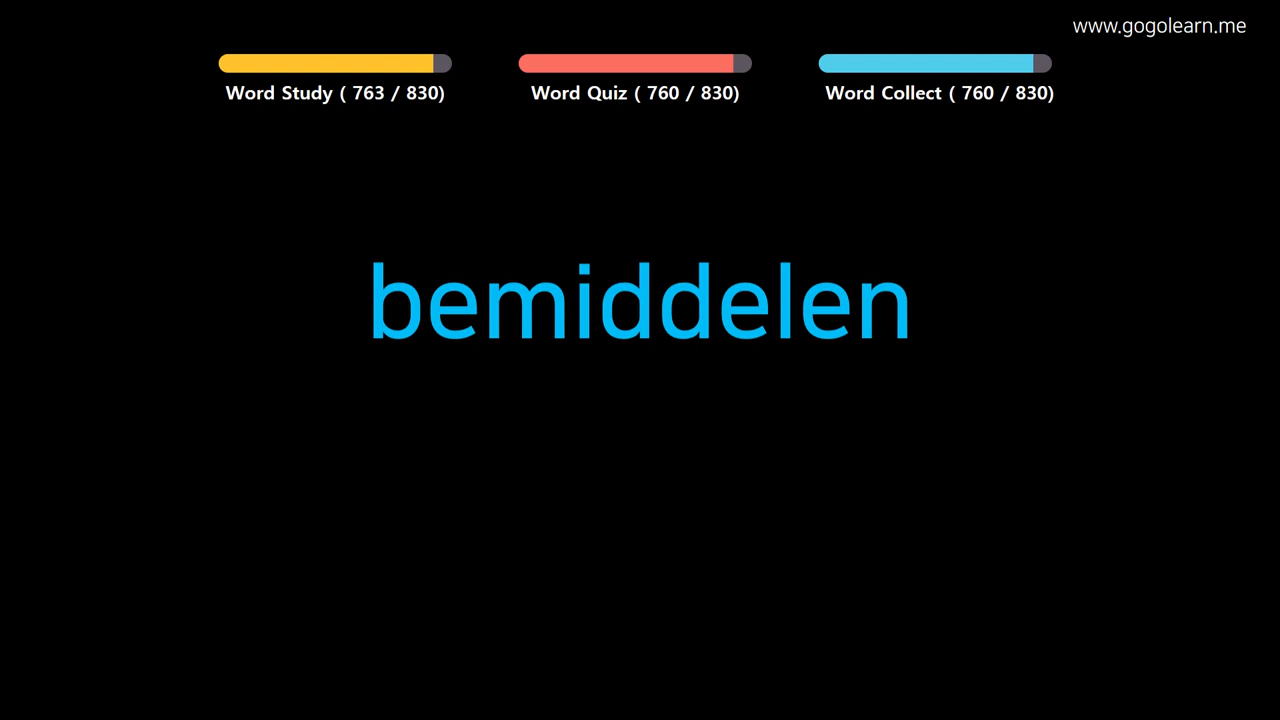 www.gogolearn.me
Word Study ( 763 / 830)
Word Quiz ( 760 / 830)
Word Collect ( 760 / 830)
bemiddelen